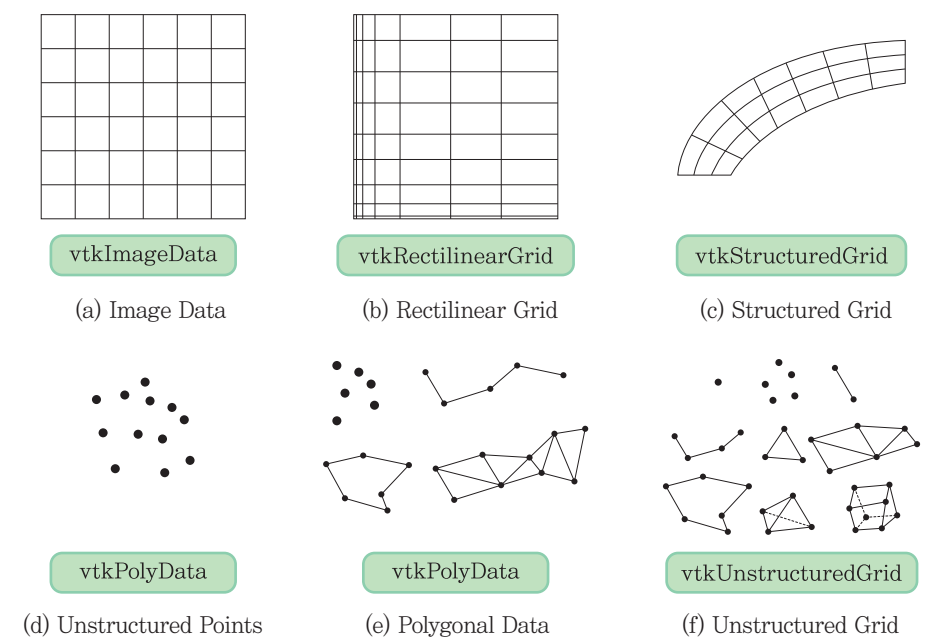 vtkImageData
vtkRectilinearGrid
vtkStructuredGrid
(a) Image Data
(b) Rectilinear Grid
(c) Structured Grid
vtkPolyData
vtkPolyData
vtkUnstructuredGrid
(d) Unstructured Points
(e) Polygonal Data
(f) Unstructured Grid